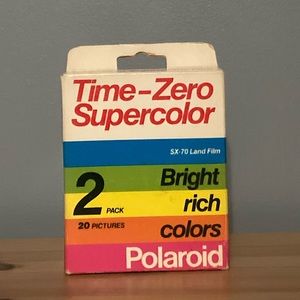 Time-Zero
Supercolor
SX-70 Land Film
2 PACK
20 PICTURES
Bright
rich
colors
Polaroid